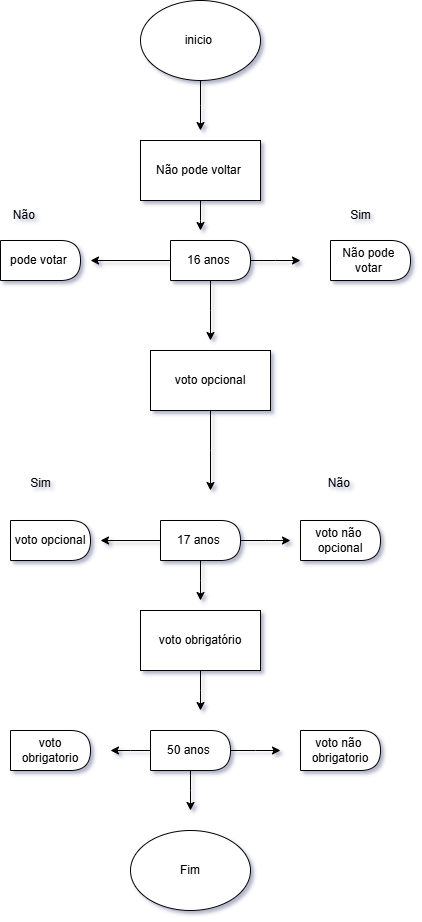 inicio
Não pode voltar
Não
Sim
pode votar
16 anos
Não pode
votar
voto opcional
Sim
Não
voto opcional
17 anos
voto não
opcional
voto obrigatório
voto
obrigatorio
50 anos
voto não
obrigatorio
Fim